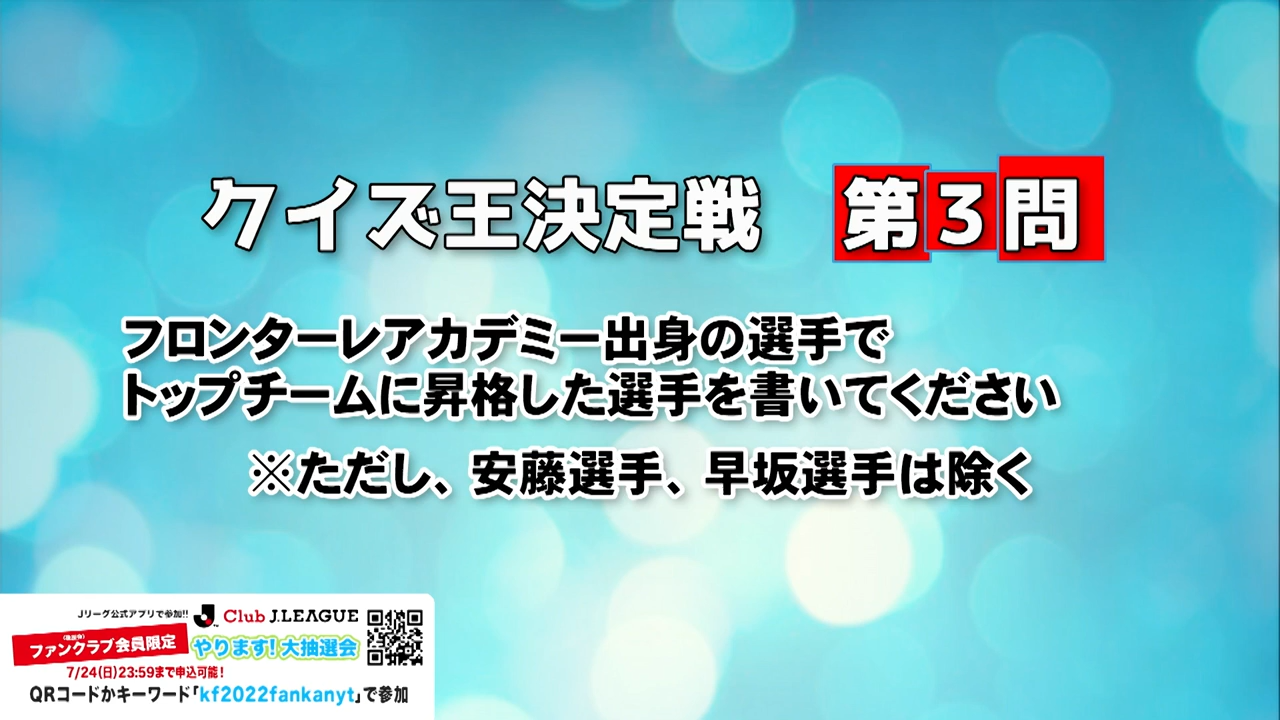 クイズ王決定戦 第3問
フロンターレアカデミー出身の選手で
トップチームに昇格した選手を書いてください
※ただし、安藤選手、早坂選手は除く
Jリーグ公式アプリで参加!! Club J.LEAGUE
ファンクラブ会員限定 やります!大抽選会
7/24(日)23:59まで申込可能!
QRコードかキーワード「kf2022fankanyt」で参加